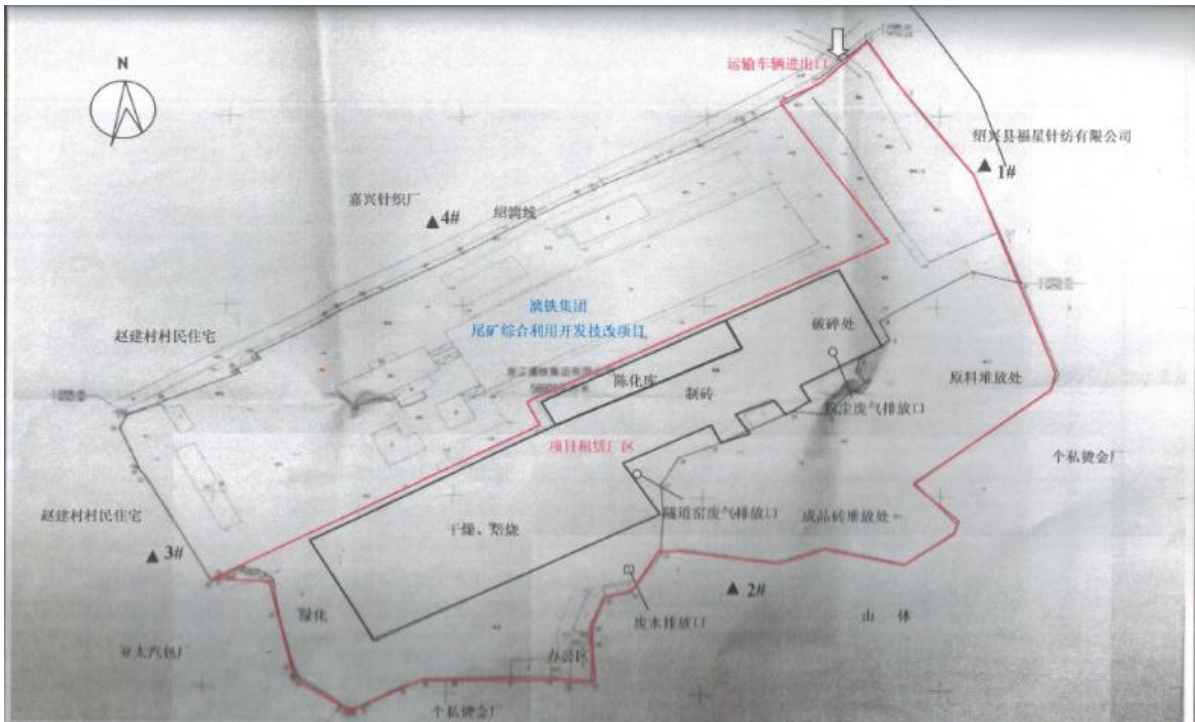 N
运输车辆进出口
绍兴县福星针纺有限公司
▲1#
嘉兴针织厂
▲4#
绍漓线
漓铁集团
尾矿综合利用开发技改项目
赵建村村民住宅
破碎处
陈化库
制砖
原料堆放处
粉尘废气排放口
项目租赁厂区
个私镀金厂
赵建村村民住宅
隧道窑废气排放口
成品砖堆放处
干燥、焙烧
▲3#
▲2#
绿化
废水排放口
山体
亚太汽包厂
办公区
个私镀金厂